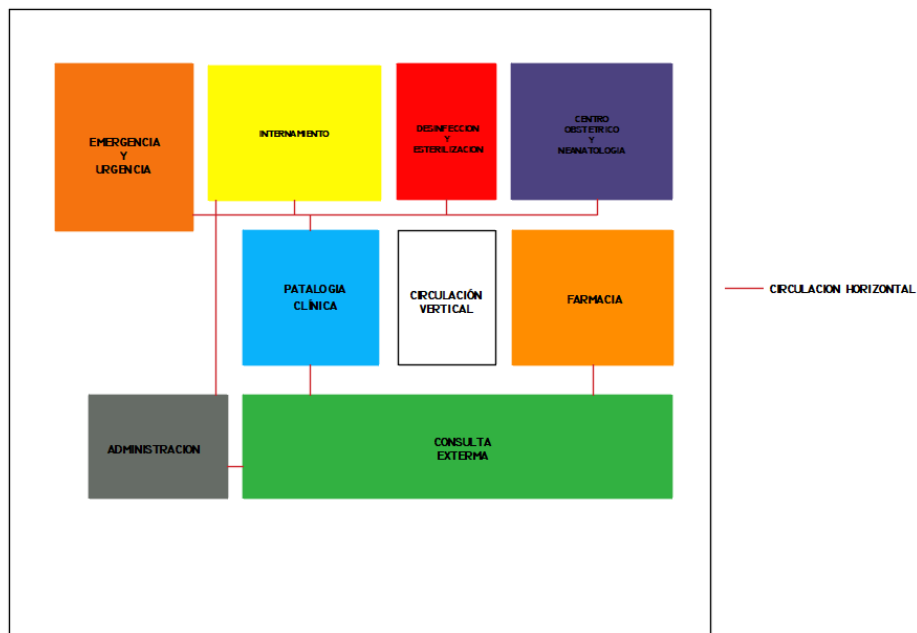 EMERGENCIA
Y
URGENCIA
INTERNAMIENTO
DESINFECCION
Y
ESTERILIZACION
CENTRO
OBSTETRICO
Y
NEANATOLOGIA
PATALOGIA
CLÍNICA
CIRCULACIÓN
VERTICAL
FARMACIA
CIRCULACION HORIZONTAL
ADMINISTRACION
CONSULTA
EXTERMA